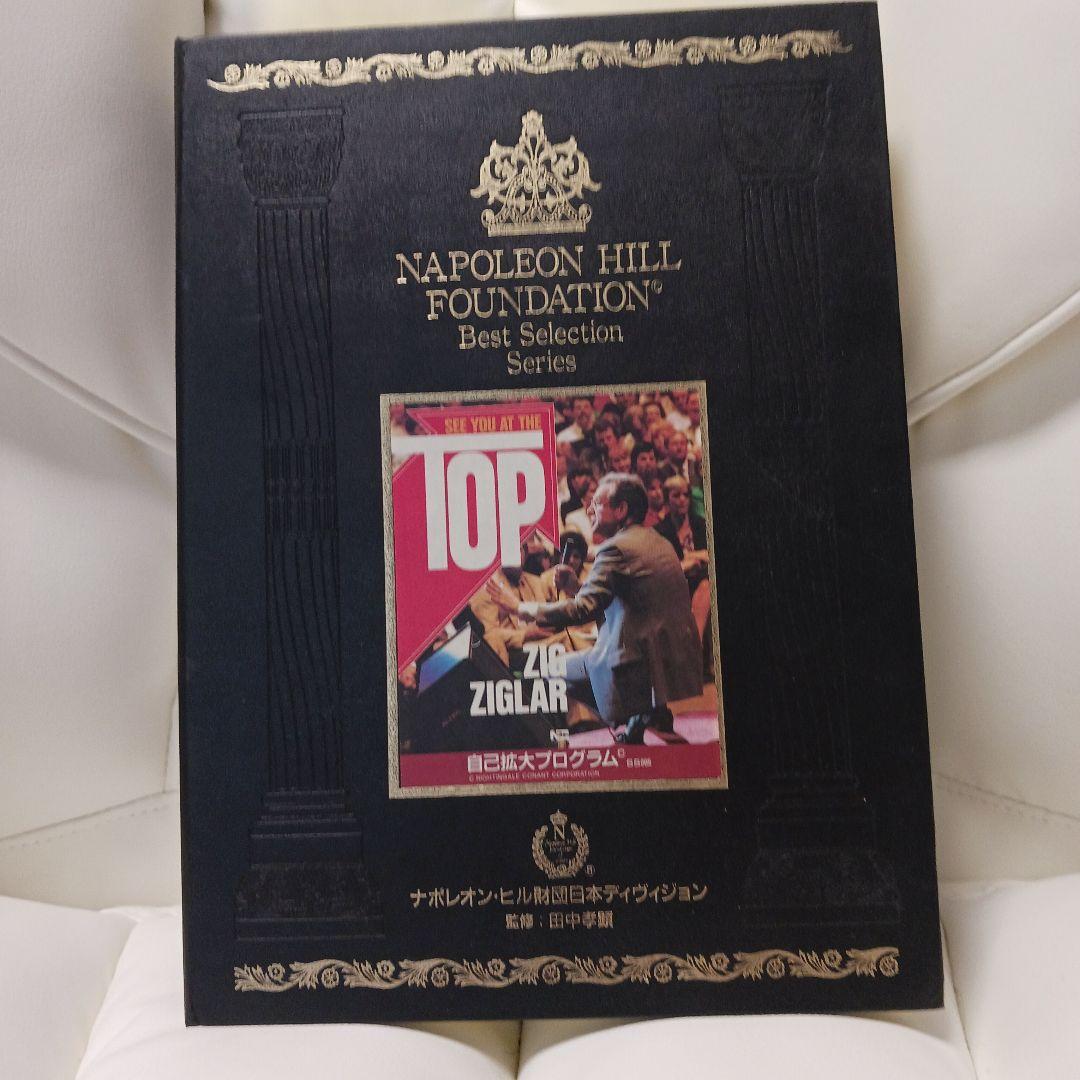 NAPOLEON HILL
FOUNDATION©
Best Selection
Series
SEE YOU AT THE
TOP
ZIG
ZIGLAR
自己拡大プログラム©
© NIGHTINGALE CONANT CORPORATION
N
®
ナポレオン・ヒル財団日本ディヴィジョン
監修:田中孝顕